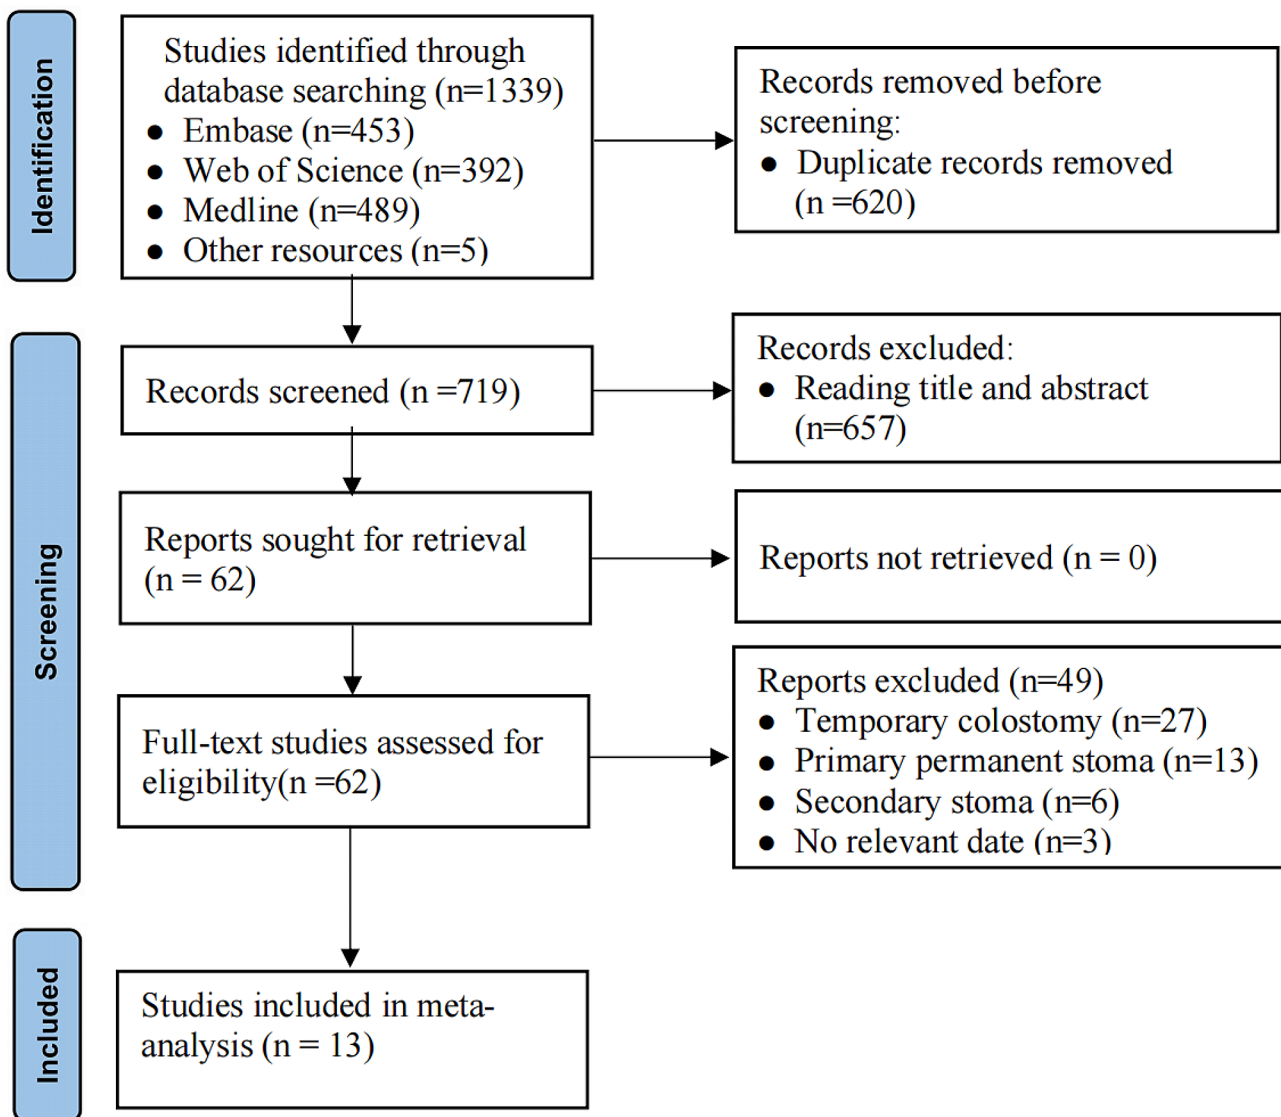 Identification
Studies identified through
database searching (n=1339)
● Embase (n=453)
● Web of Science (n=392)
● Medline (n=489)
● Other resources (n=5)
Records removed before
screening:
● Duplicate records removed
(n =620)
Screening
Records screened (n =719)
Records excluded:
● Reading title and abstract
(n=657)
Reports sought for retrieval
(n = 62)
Reports not retrieved (n = 0)
Full-text studies assessed for
eligibility(n =62)
Reports excluded (n=49)
● Temporary colostomy (n=27)
● Primary permanent stoma (n=13)
● Secondary stoma (n=6)
● No relevant date (n=3)
Included
Studies included in meta-
analysis (n = 13)